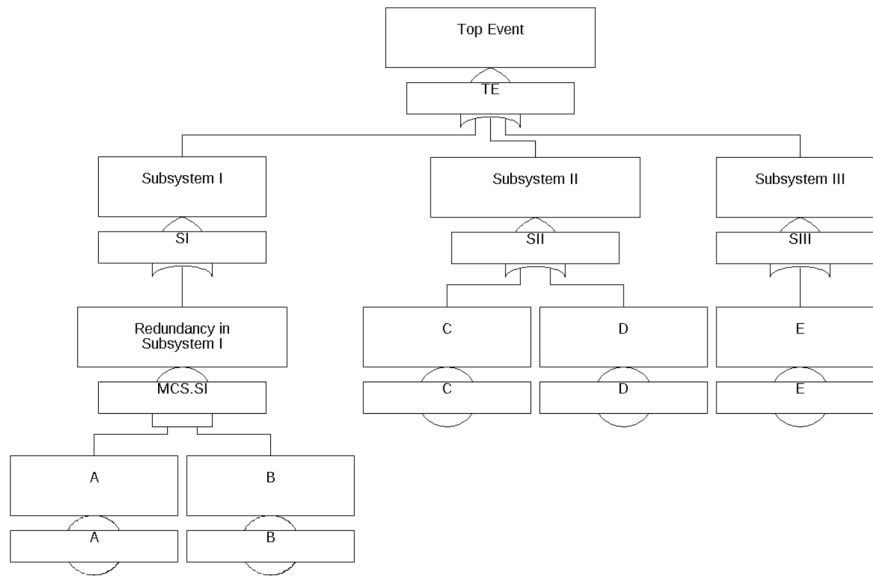 Top Event
TE
Subsystem I
Subsystem II
Subsystem III
SI
SII
SIII
Redundancy in
Subsystem I
C
D
E
MCS.SI
C
D
E
A
B
A
B